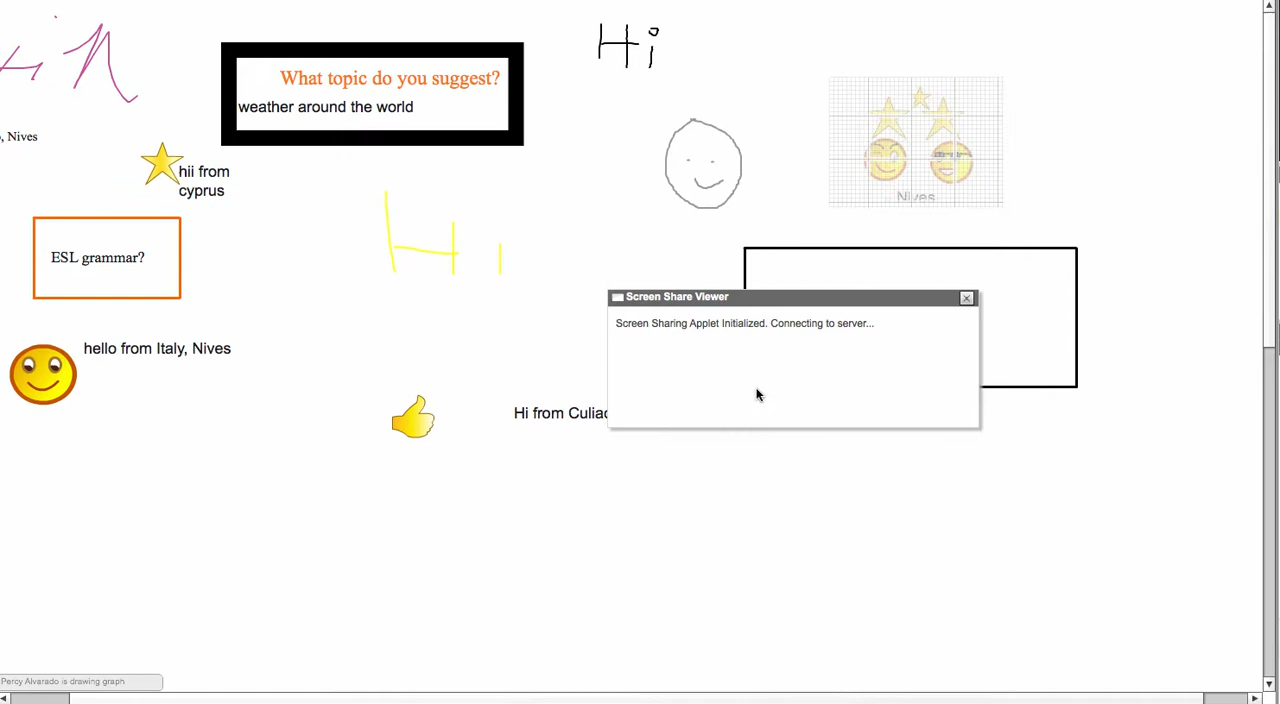 Hi
What topic do you suggest?
weather around the world
, Nives
hii from
cyprus
Nives
Hi
ESL grammar?
Screen Share Viewer
Screen Sharing Applet Initialized. Connecting to server...
hello from Italy, Nives
Hi from
Percy Alvarado is drawing graph